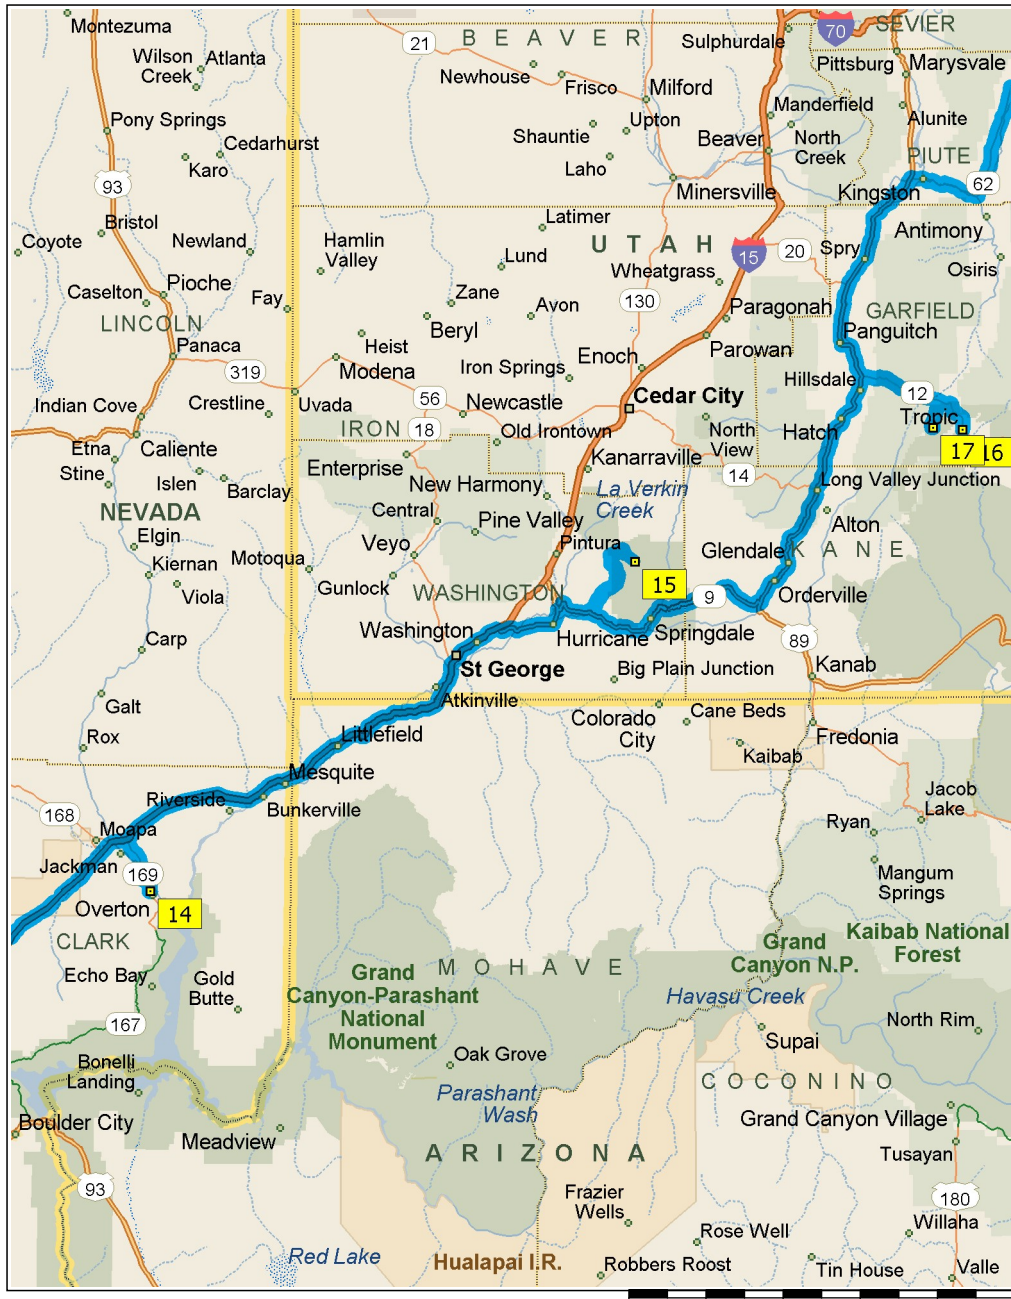 Montezuma
21
BEAVER
Sulphurdale
70
SEVIER
Wilson
Creek
Atlanta
Newhouse
Frisco
Milford
Pittsburg
Marysvale
Manderfield
Alunite
Pony Springs
Cedarhurst
Karo
Shauntie
Upton
Laho
Beaver
North
Creek
PIUTE
93
Minersville
Kingston
62
Bristol
Coyote
Newland
Hamlin
Valley
Latimer
Lund
UTAH
15
20
Spry
Antimony
Osiris
Wheatgrass
Caselton
Pioche
Fay
Zane
Avon
130
Paragonah
GARFIELD
LINCOLN
Beryl
Panguitch
Panaca
Heist
Modena
Iron Springs
Enoch
Parowan
319
Hillsdale
Indian Cove
Crestline
Uvada
56
Newcastle
Cedar City
12
Tropic
Etna
Caliente
IRON
18
Old Irontown
North
View
Hatch
17
16
Stine
Islen
Barclay
Enterprise
Kanarraville
14
New Harmony
La Verkin
Creek
Long Valley Junction
NEVADA
Central
Pine Valley
Alton
Elgin
Motoqua
Veyo
Pintura
Glendale
KANE
Kiernan
Viola
Gunlock
WASHINGTON
15
9
Orderville
Carp
Washington
Hurricane
Springdale
89
St George
Big Plain Junction
Kanab
Galt
Atkinville
Colorado
City
Cane Beds
Rox
Littlefield
Kaibab
Fredonia
Mesquite
Riverside
Bunkerville
Jacob
Lake
168
Moapa
Ryan
Jackman
169
Mangum
Springs
Overton
14
CLARK
Grand
Canyon N.P.
Kaibab National
Forest
Echo Bay
Gold
Butte
Grand
Canyon-Parashant
National
Monument
MOHAVE
Havasu Creek
167
Supai
North Rim
Bonelli
Landing
Oak Grove
Parashant
Wash
COCONINO
Boulder City
Meadview
Grand Canyon Village
ARIZONA
Tusayan
93
Frazier
Wells
180
Willaha
Red Lake
Hualapai I.R.
Rose Well
Robbers Roost
Tin House
Valle